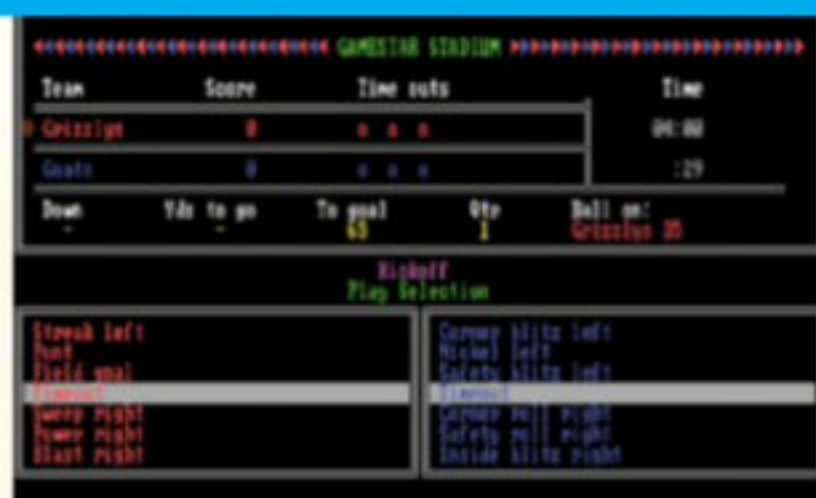 GAMESTAR STADIUM
Team Score Time outs Time
Grizzlys 0 o o o 04:00
Goats 0 o o o :29
Down Yds to go To goal Qtr Ball on:
- - 65 1 Grizzlys 35
Kickoff
Play Selection
Streak left
Punt
Field goal
Timeout
Sweep right
Power right
Blast right
Corner blitz left
Nickel left
Safety blitz left
Timeout
Corner roll right
Safety roll right
Inside blitz right